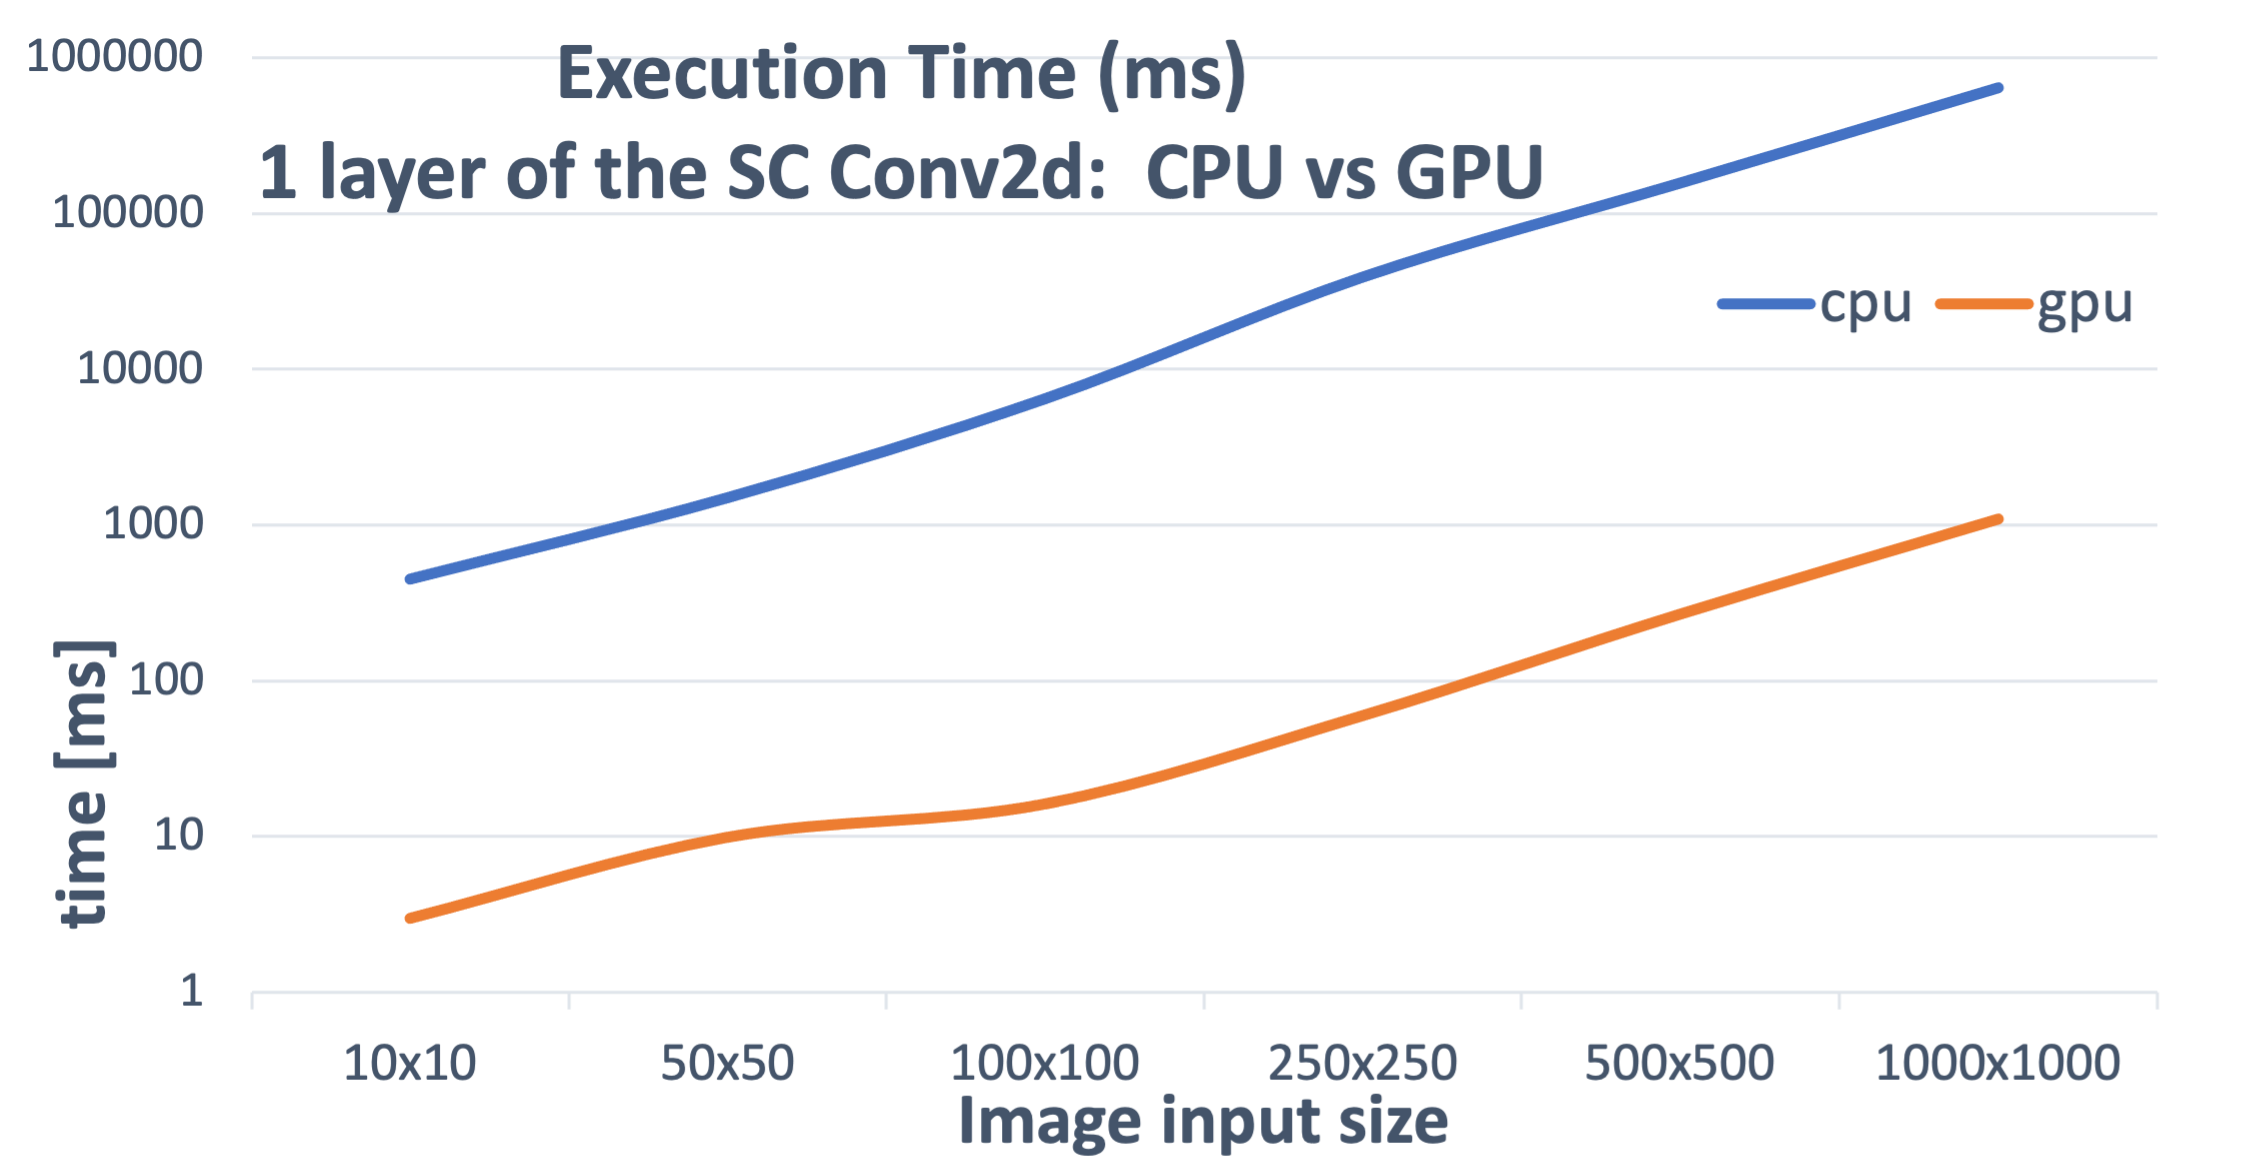 Execution Time (ms)
1 layer of the SC Conv2d:  CPU vs GPU
1000000
100000
10000
1000
100
10
1
time [ms]
cpu
gpu
10x10
50x50
100x100
250x250
500x500
1000x1000
Image input size